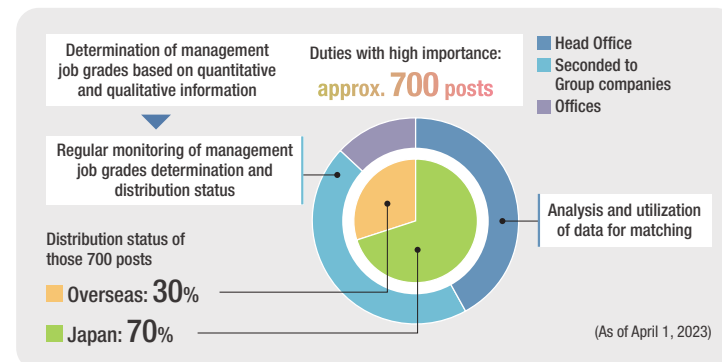 Determination of management
job grades based on quantitative
and qualitative information
Duties with high importance:
approx. 700 posts
Head Office
Seconded to
Group companies
Offices
Regular monitoring of management
job grades determination and
distribution status
Analysis and utilization
of data for matching
Distribution status of
those 700 posts
Overseas: 30%
Japan: 70%
(As of April 1, 2023)